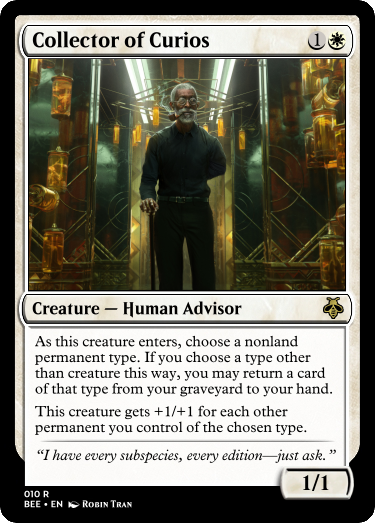 Collector of Curios 1
Creature — Human Advisor
As this creature enters, choose a nonland
permanent type. If you choose a type other
than creature this way, you may return a card
of that type from your graveyard to your hand.
This creature gets +1/+1 for each other
permanent you control of the chosen type.
“I have every subspecies, every edition—just ask.”
1/1
010 R
BEE • EN Robin Tran